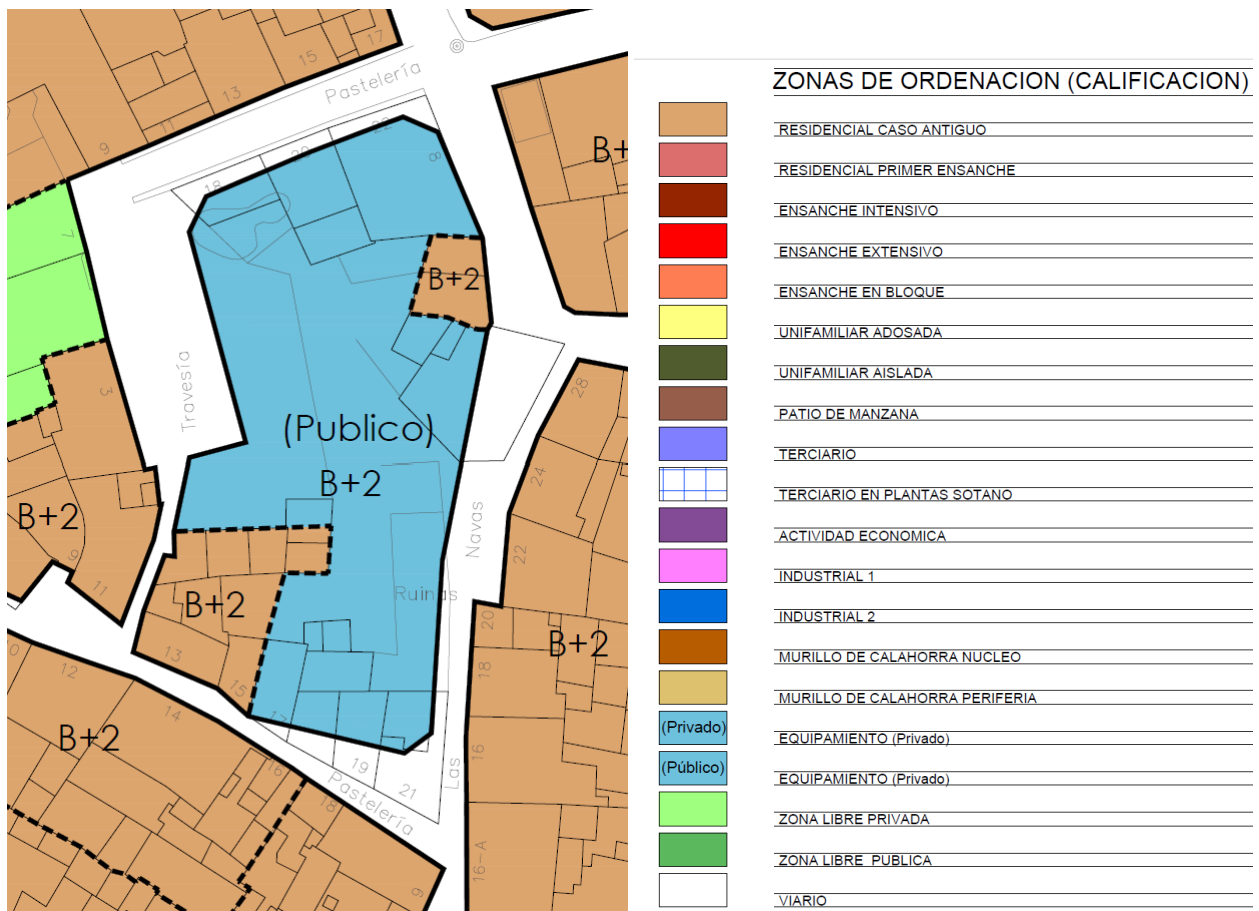 17
15
Pastelería
13
11
9
22
20
18
8
B+
7
B+2
3
Travesía
28
(Publico)
B+2
24
B+2
Navas
22
9
11
Ruinas
B+2
20
B+2
13
18
12
15
14
17
B+2
16
19
16
Las
21
Pastelería
18
16-A
9
ZONAS DE ORDENACION (CALIFICACION)
RESIDENCIAL CASO ANTIGUO
RESIDENCIAL PRIMER ENSANCHE
ENSANCHE INTENSIVO
ENSANCHE EXTENSIVO
ENSANCHE EN BLOQUE
UNIFAMILIAR ADOSADA
UNIFAMILIAR AISLADA
PATIO DE MANZANA
TERCIARIO
TERCIARIO EN PLANTAS SOTANO
ACTIVIDAD ECONOMICA
INDUSTRIAL 1
INDUSTRIAL 2
MURILLO DE CALAHORRA NUCLEO
MURILLO DE CALAHORRA PERIFERIA
(Privado) EQUIPAMIENTO (Privado)
(Público) EQUIPAMIENTO (Privado)
ZONA LIBRE PRIVADA
ZONA LIBRE PUBLICA
VIARIO